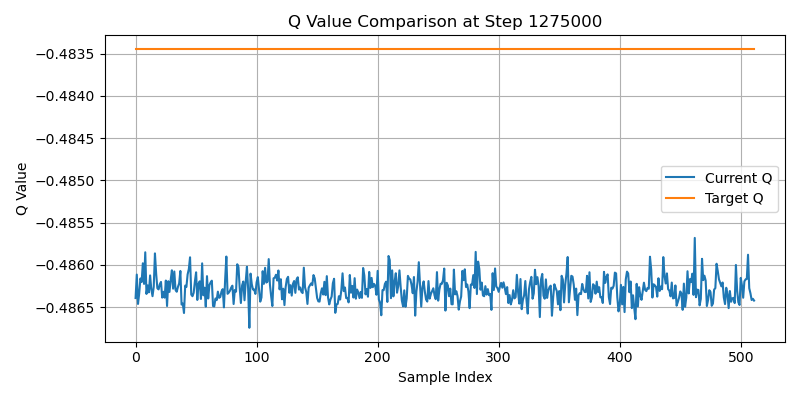 Q Value Comparison at Step 1275000
Q Value
−0.4835
−0.4840
−0.4845
−0.4850
−0.4855
−0.4860
−0.4865
Current Q
Target Q
0
100
200
300
400
500
Sample Index